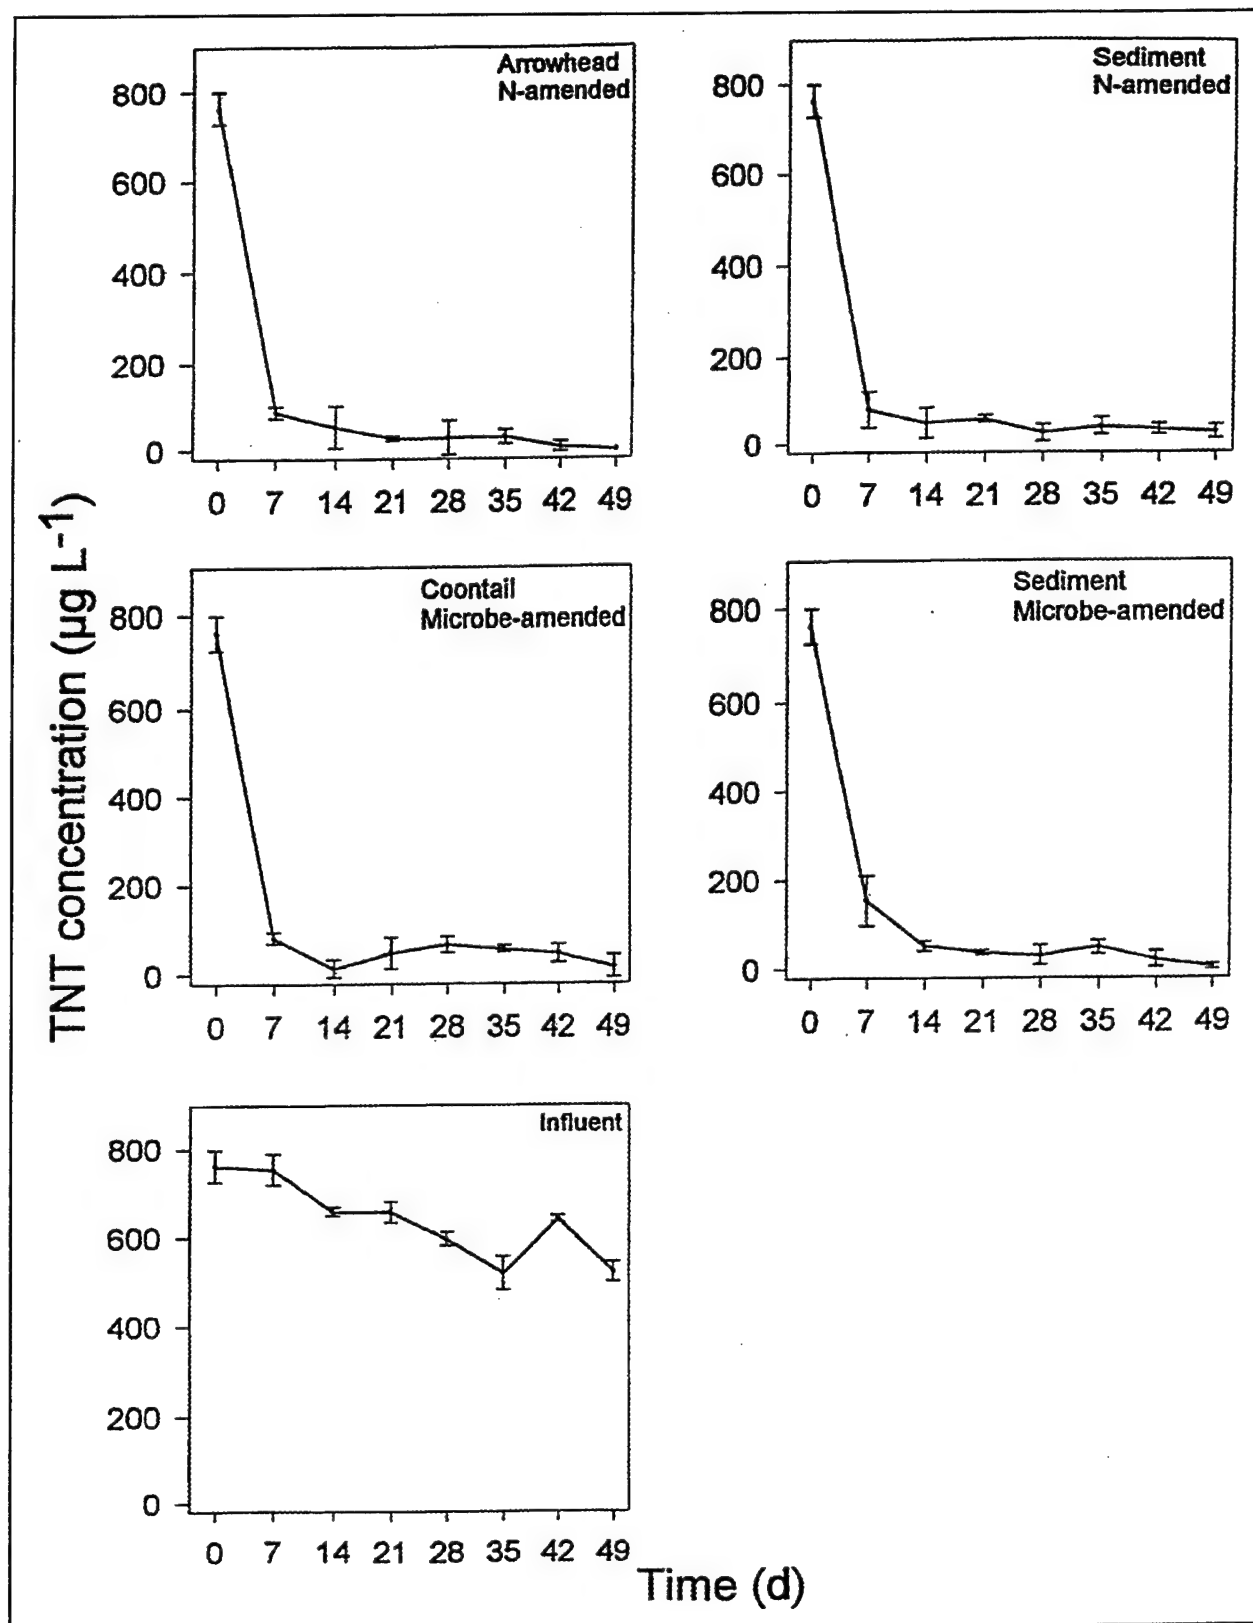 TNT concentration (µg L⁻¹)
Arrowhead
N-amended
800
600
400
200
0
0 7 14 21 28 35 42 49
Sediment
N-amended
800
600
400
200
0
0 7 14 21 28 35 42 49
Coontail
Microbe-amended
800
600
400
200
0
0 7 14 21 28 35 42 49
Sediment
Microbe-amended
800
600
400
200
0
0 7 14 21 28 35 42 49
Influent
800
600
400
200
0
0 7 14 21 28 35 42 49
Time (d)